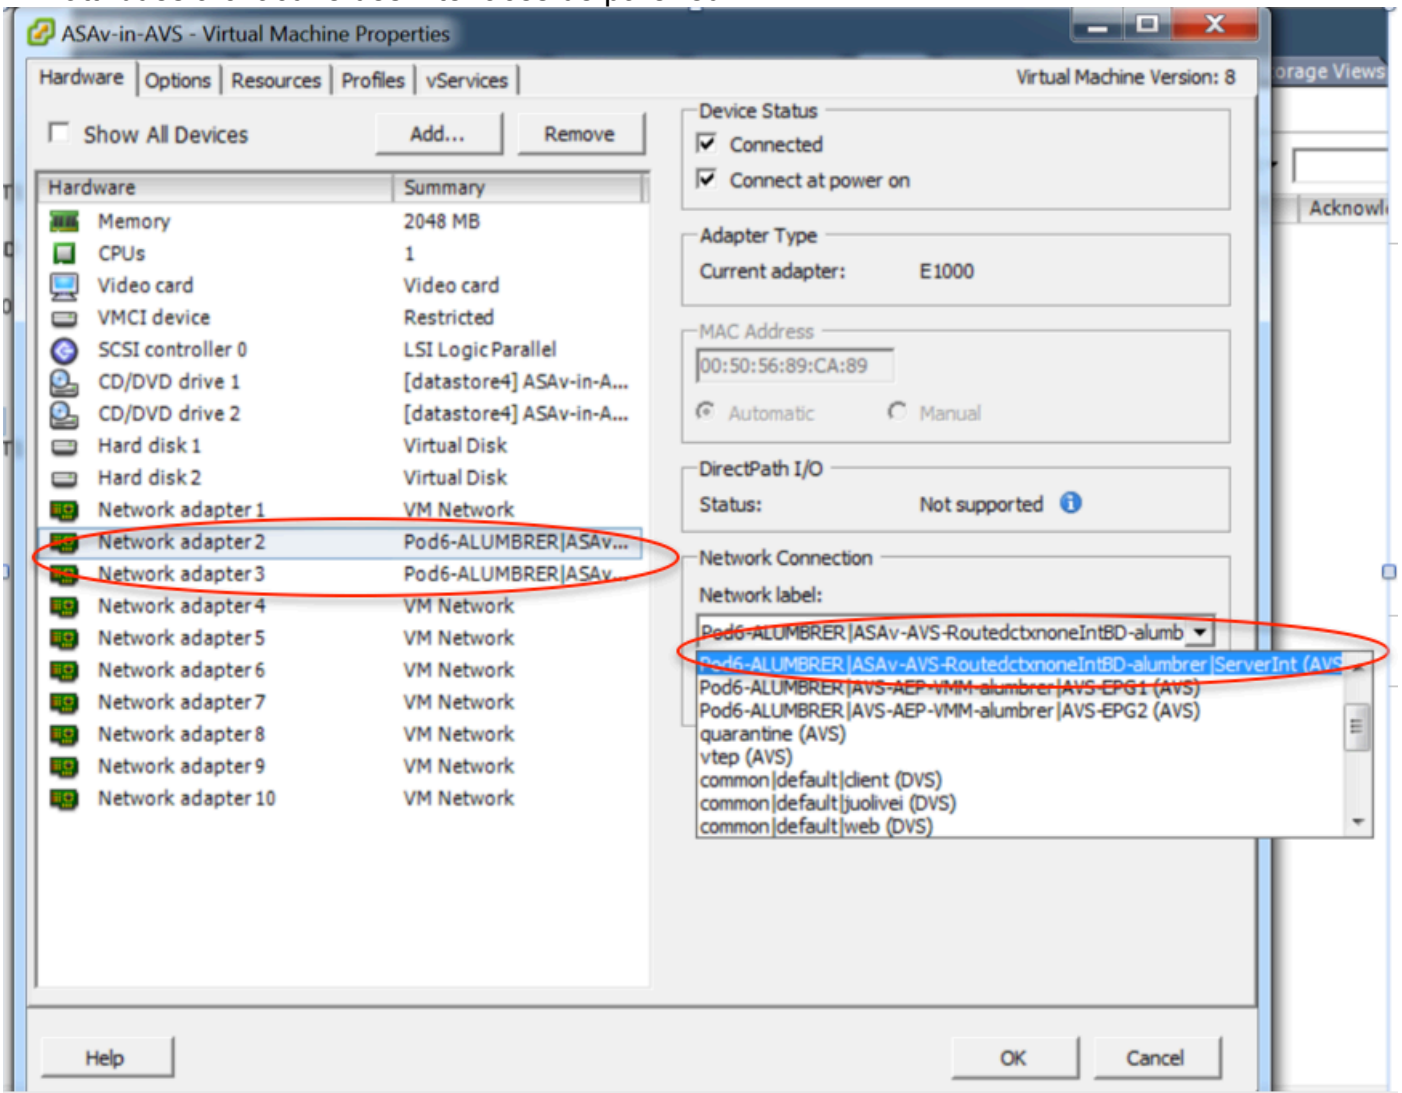 ASAv-in-AVS - Virtual Machine Properties
Hardware Options Resources Profiles vServices
Virtual Machine Version: 8
orage Views
Show All Devices
Add...
Remove
Hardware Summary
Memory 2048 MB
CPUs 1
Video card Video card
VMCI device Restricted
SCSI controller 0 LSI Logic Parallel
CD/DVD drive 1 [datastore4] ASAv-in-A...
CD/DVD drive 2 [datastore4] ASAv-in-A...
Hard disk 1 Virtual Disk
Hard disk 2 Virtual Disk
Network adapter 1 VM Network
Network adapter 2 Pod6-ALUMBRER|ASAv...
Network adapter 3 Pod6-ALUMBRER|ASAv...
Network adapter 4 VM Network
Network adapter 5 VM Network
Network adapter 6 VM Network
Network adapter 7 VM Network
Network adapter 8 VM Network
Network adapter 9 VM Network
Network adapter 10 VM Network
Device Status
Connected
Connect at power on
Adapter Type
Current adapter: E1000
MAC Address
00:50:56:89:CA:89
Automatic Manual
DirectPath I/O
Status: Not supported
Network Connection
Network label:
Pod6-ALUMBRER|ASAv-AVS-RoutedctxnoneIntBD-alumb
Pod6-ALUMBRER|ASAv-AVS-RoutedctxnoneIntBD-alumbrer|ServerInt (AVS
Pod6-ALUMBRER|AVS-AEP-VMM-alumbrer|AVS-EPG1 (AVS)
Pod6-ALUMBRER|AVS-AEP-VMM-alumbrer|AVS-EPG2 (AVS)
quarantine (AVS)
vtep (AVS)
common|default|client (DVS)
common|default|juolivei (DVS)
common|default|web (DVS)
Acknowl
Help
OK
Cancel